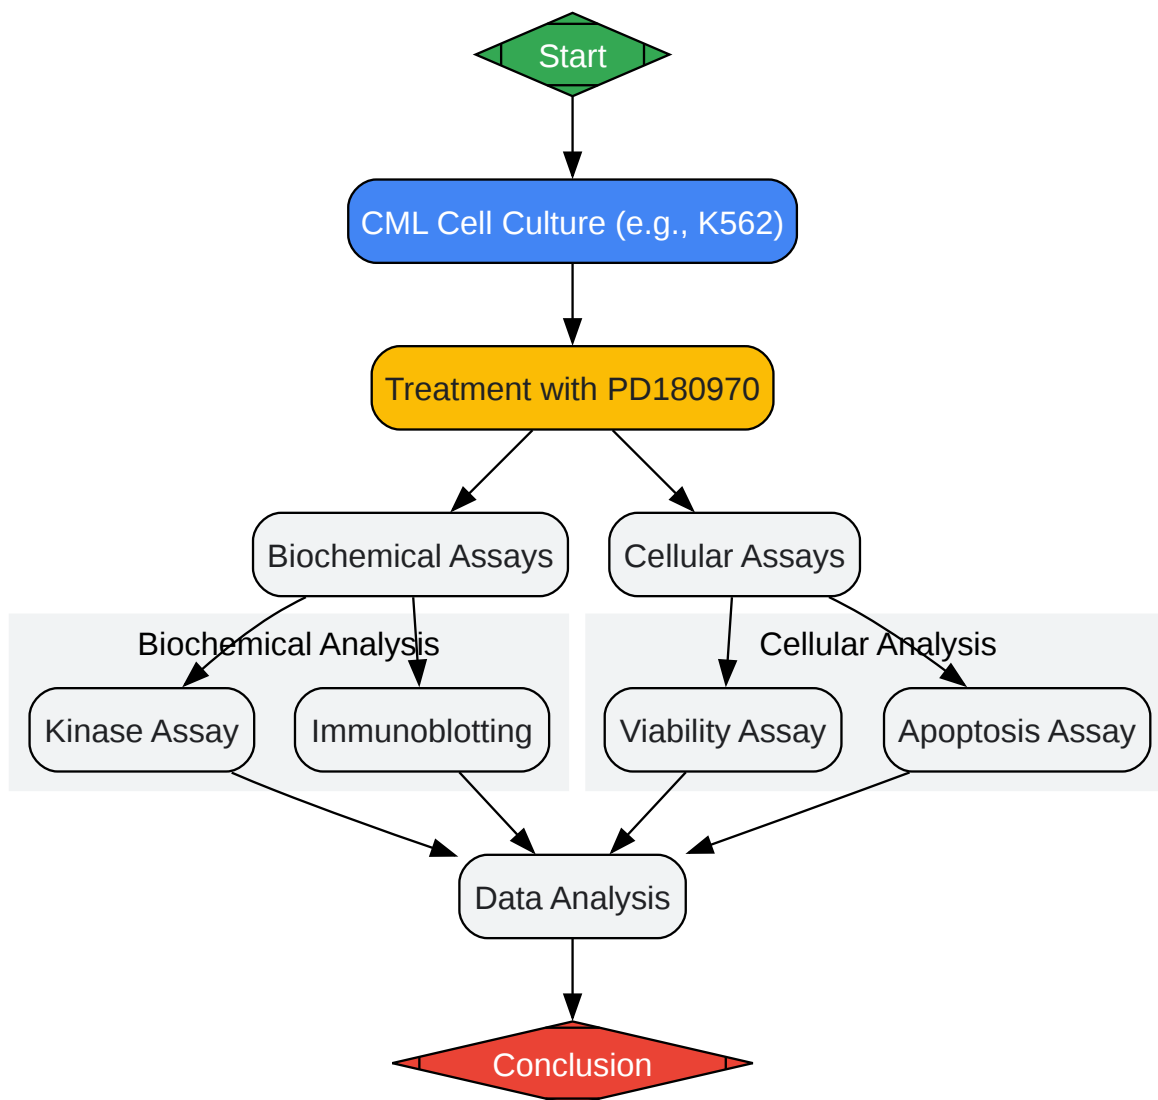 Start
CML Cell Culture (e.g., K562)
Treatment with PD180970
Biochemical Assays
Cellular Assays
Biochemical Analysis
Cellular Analysis
Kinase Assay
Immunoblotting
Viability Assay
Apoptosis Assay
Data Analysis
Conclusion